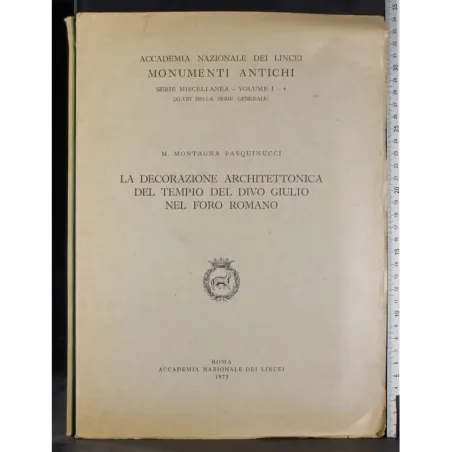 ACCADEMIA NAZIONALE DEI LINCEI
MONUMENTI ANTICHI
SERIE MISCELLANEA - VOLUME I - 4
(XLVIII DELLA SERIE GENERALE)
M. MONTAGNA PASQUINUCCI
LA DECORAZIONE ARCHITETTONICA
DEL TEMPIO DEL DIVO GIULIO
NEL FORO ROMANO
ROMA
ACCADEMIA NAZIONALE DEI LINCEI
1973